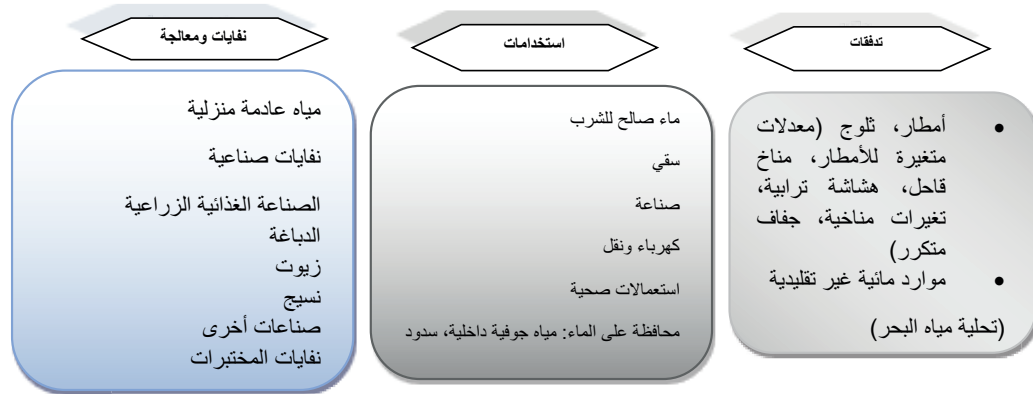 تدفقات
• أمطار، ثلوج (معدلات
متغيرة للأمطار، مناخ
قاحل، هشاشة ترابية،
تغيرات مناخية، جفاف
متكرر)
• موارد مائية غير تقليدية
(تحلية مياه البحر)
استخدامات
ماء صالح للشرب
سقي
صناعة
كهرباء ونقل
استعمالات صحية
محافظة على الماء: مياه جوفية داخلية، سدود
نفايات ومعالجة
مياه عادمة منزلية
نفايات صناعية
الصناعة الغذائية الزراعية
الدباغة
زيوت
نسيج
صناعات أخرى
نفايات المختبرات